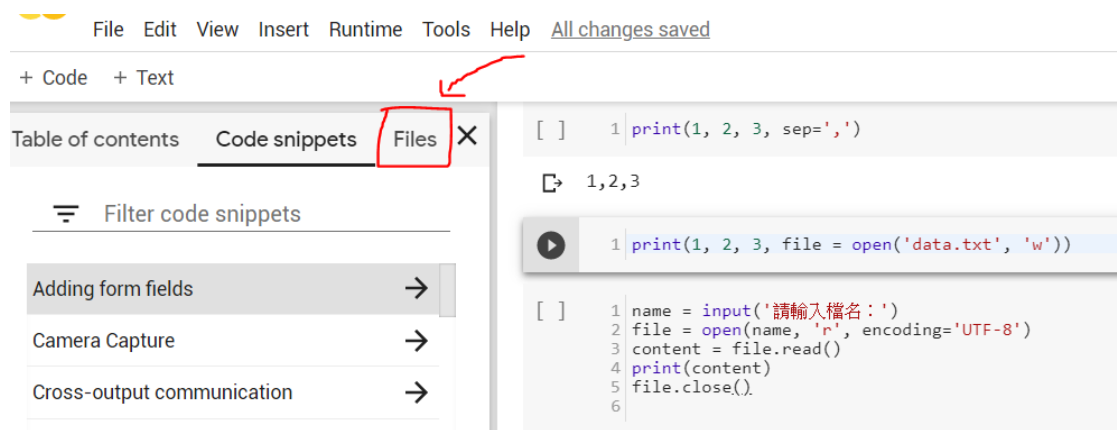 File Edit View Insert Runtime Tools Help All changes saved
+ Code + Text
Table of contents Code snippets Files
Filter code snippets
Adding form fields
Camera Capture
Cross-output communication
[ ] 1 print(1, 2, 3, sep=',')
1,2,3
1 print(1, 2, 3, file = open('data.txt', 'w'))
[ ] 1 name = input('請輸入檔名：')
2 file = open(name, 'r', encoding='UTF-8')
3 content = file.read()
4 print(content)
5 file.close()
6